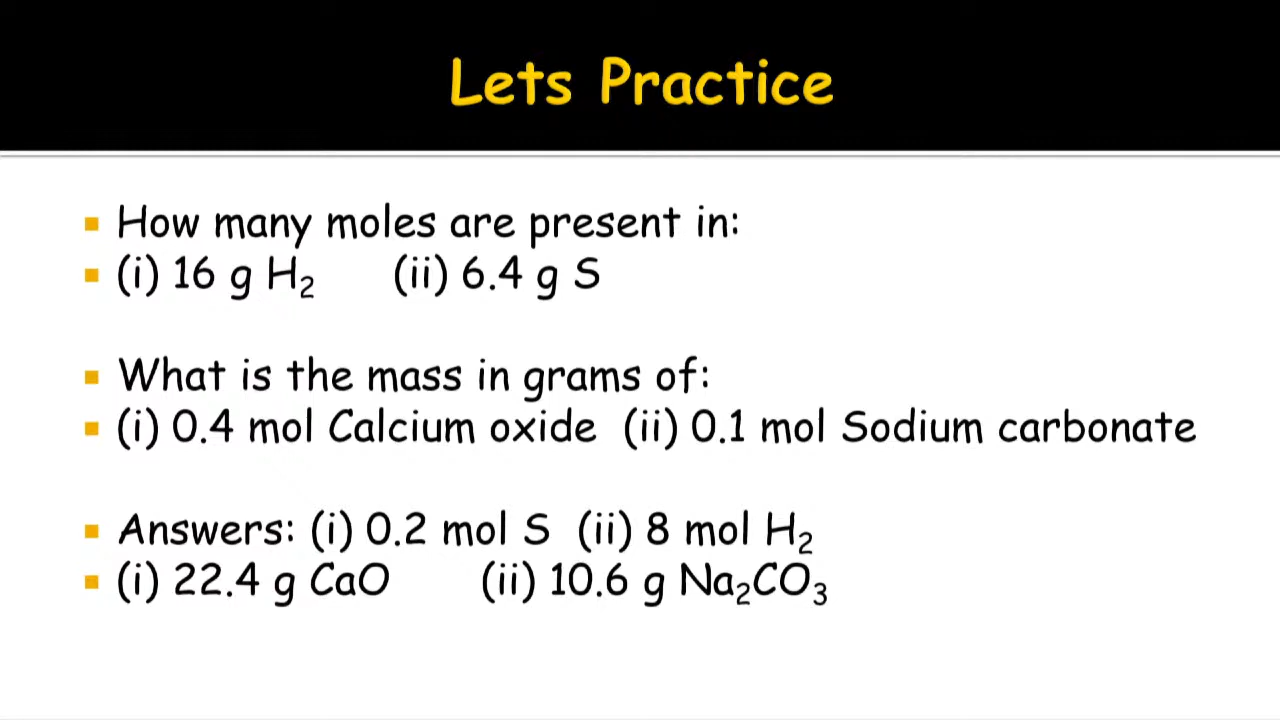 Lets Practice
How many moles are present in:
(i) 16 g H₂ (ii) 6.4 g S
What is the mass in grams of:
(i) 0.4 mol Calcium oxide (ii) 0.1 mol Sodium carbonate
Answers: (i) 0.2 mol S (ii) 8 mol H₂
(i) 22.4 g CaO (ii) 10.6 g Na₂CO₃